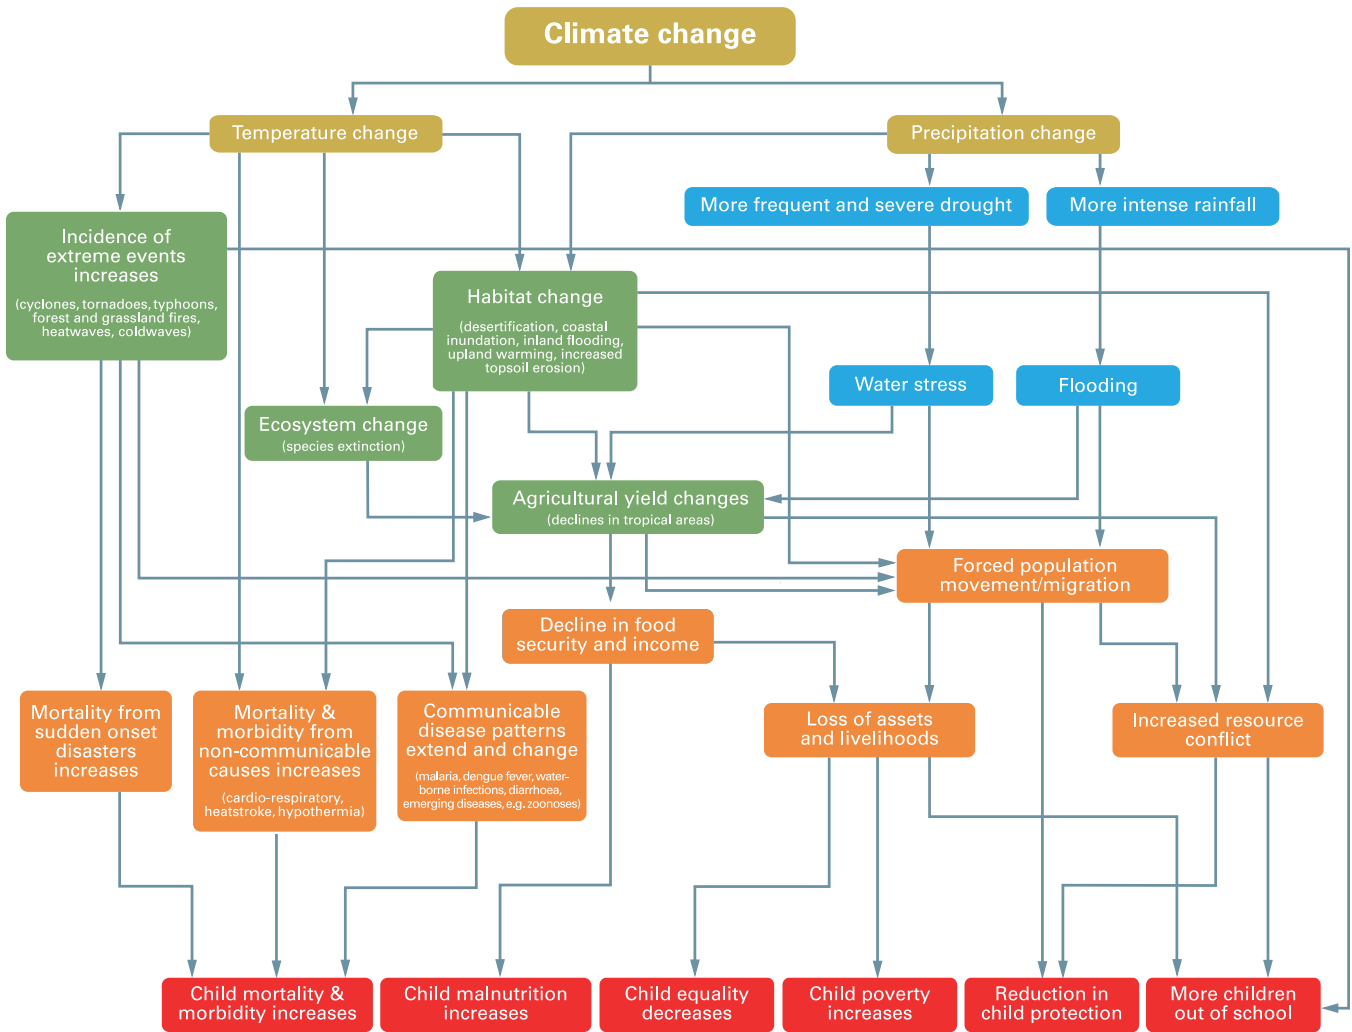 Climate change
Temperature change
Precipitation change
More frequent and severe drought
More intense rainfall
Incidence of
extreme events
increases
(cyclones, tornadoes, typhoons,
forest and grassland fires,
heatwaves, coldwaves)
Habitat change
(desertification, coastal
inundation, inland flooding,
upland warming, increased
topsoil erosion)
Water stress
Flooding
Ecosystem change
(species extinction)
Agricultural yield changes
(declines in tropical areas)
Forced population
movement/migration
Decline in food
security and income
Mortality from
sudden onset
disasters
increases
Mortality &
morbidity from
non-communicable
causes increases
(cardio-respiratory,
heatstroke, hypothermia)
Communicable
disease patterns
extend and change
(malaria, dengue fever, water-
borne infections, diarrhoea,
emerging diseases, e.g. zoonoses)
Loss of assets
and livelihoods
Increased resource
conflict
Child mortality &
morbidity increases
Child malnutrition
increases
Child equality
decreases
Child poverty
increases
Reduction in
child protection
More children
out of school